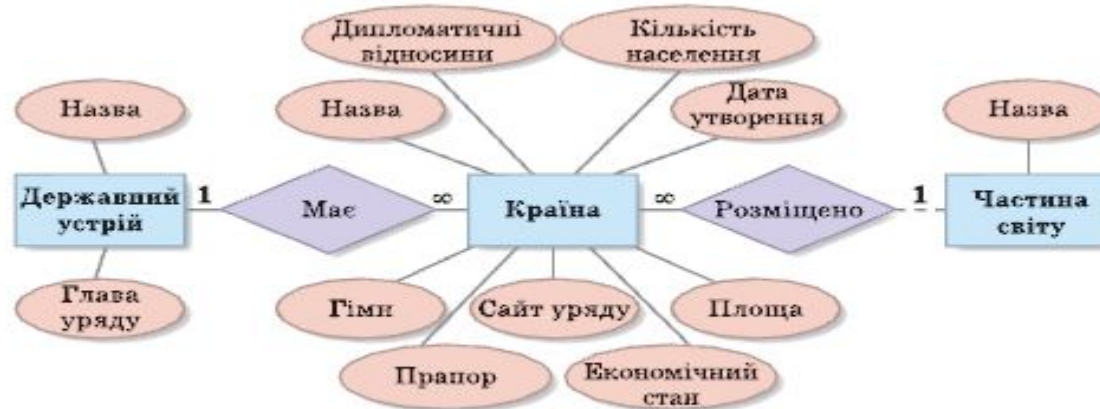 Дипломатичні
відносини
Кількість
населення
Назва
Назва
Дата
утворення
Назва
Державний
устрій
1
Має
∞
Країна
∞
Розміщено
1
Частина
світу
Глава
уряду
Гімн
Сайт уряду
Площа
Прапор
Економічний
стан